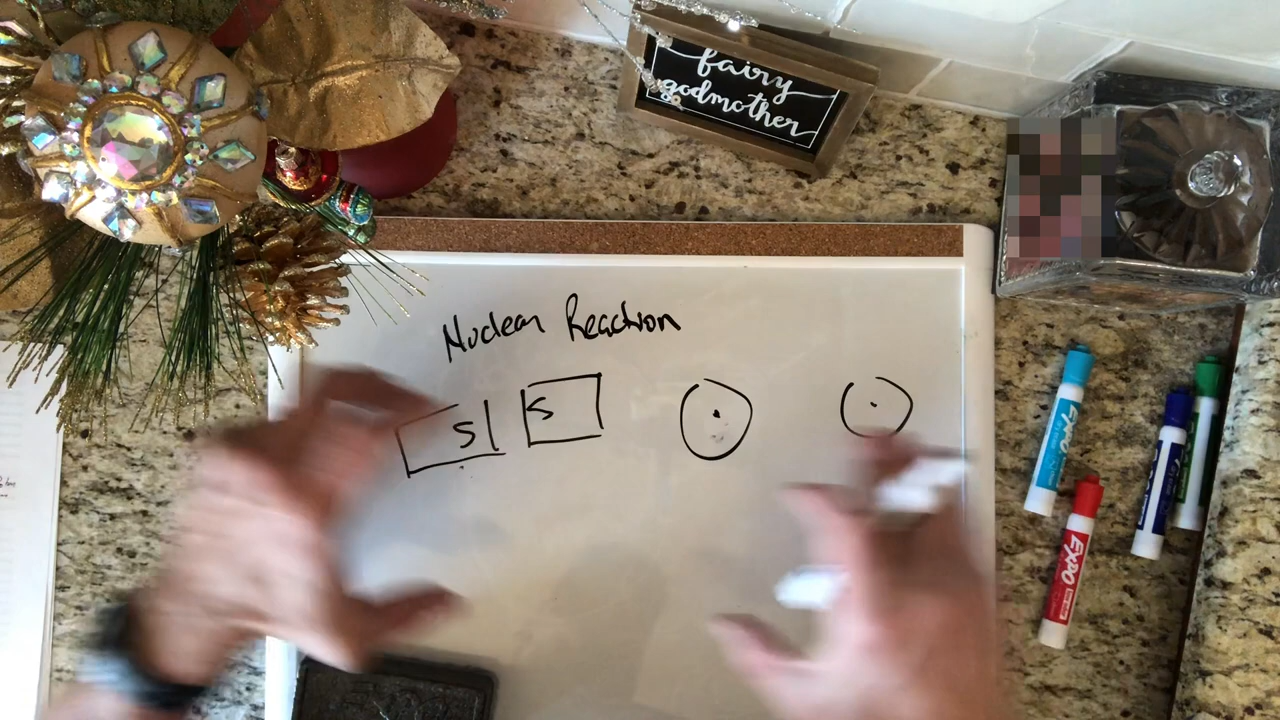 fairy
godmother
Nuclear Reaction
S S
EXPO
EXPO